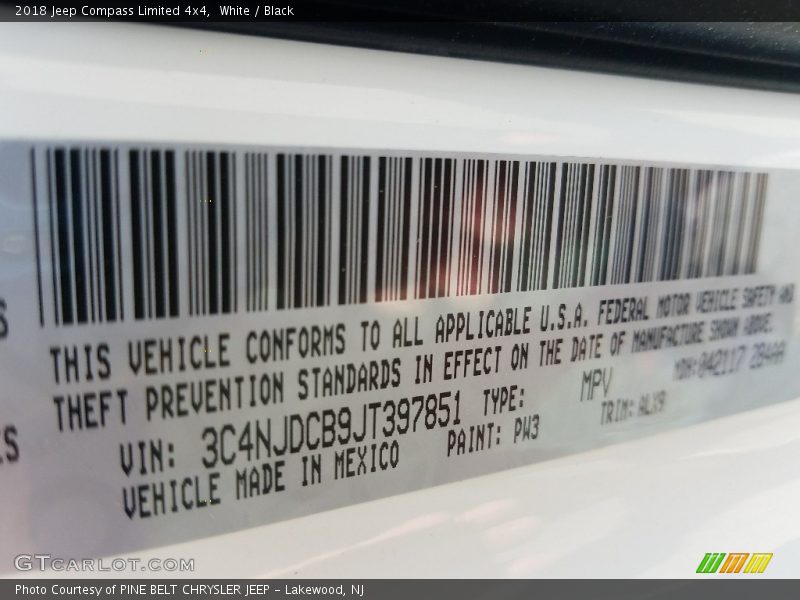 2018 Jeep Compass Limited 4x4, White / Black
THIS VEHICLE CONFORMS TO ALL APPLICABLE U.S.A. FEDERAL MOTOR VEHICLE SAFETY AND
THEFT PREVENTION STANDARDS IN EFFECT ON THE DATE OF MANUFACTURE SHOWN ABOVE.
MDH: 042117 28444
VIN: 3C4NJDCB9JT397851 TYPE: MPV
VEHICLE MADE IN MEXICO PAINT: PW3 TRIM: ALX9
S
ES
GTCARLOT.COM
Photo Courtesy of PINE BELT CHRYSLER JEEP - Lakewood, NJ